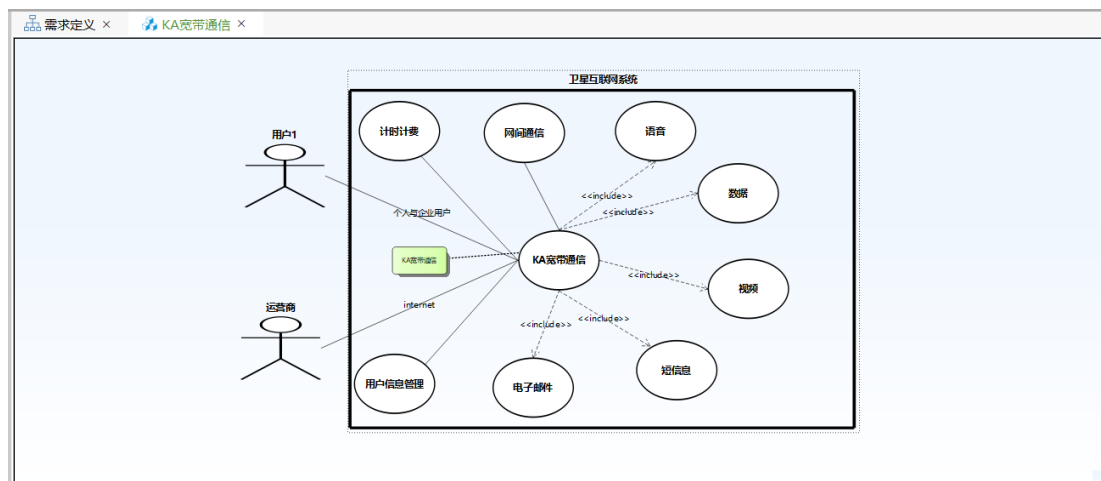 需求定义 ×
KA宽带通信 ×
卫星互联网系统
用户1
计时计费
网间通信
语音
<<include>>
数据
<<include>>
个人与企业用户
KA宽带通信
KA宽带通信
<<include>>
视频
运营商
internet
<<include>>
<<include>>
用户信息管理
电子邮件
短信息